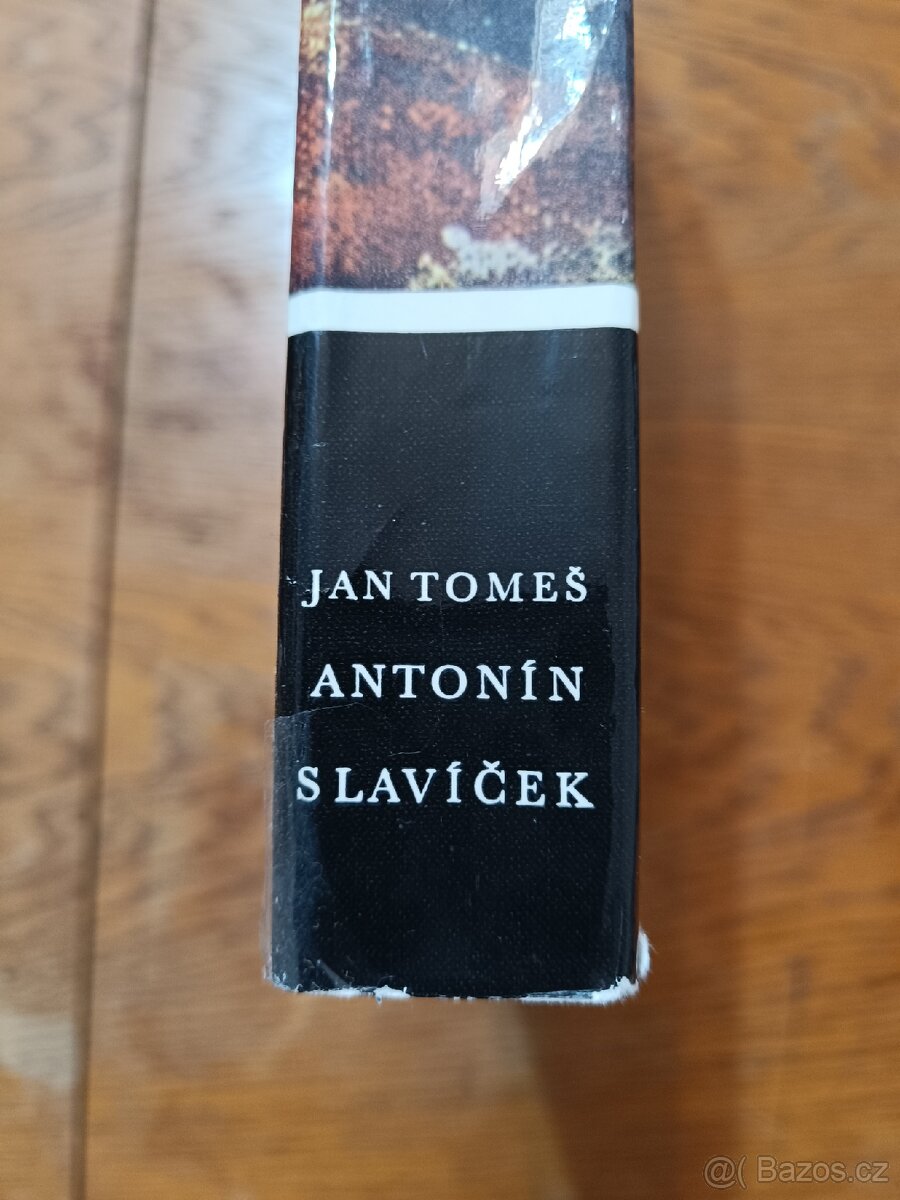 JAN TOMEŠ
ANTONÍN
SLAVÍČEK
@( Bazos.cz